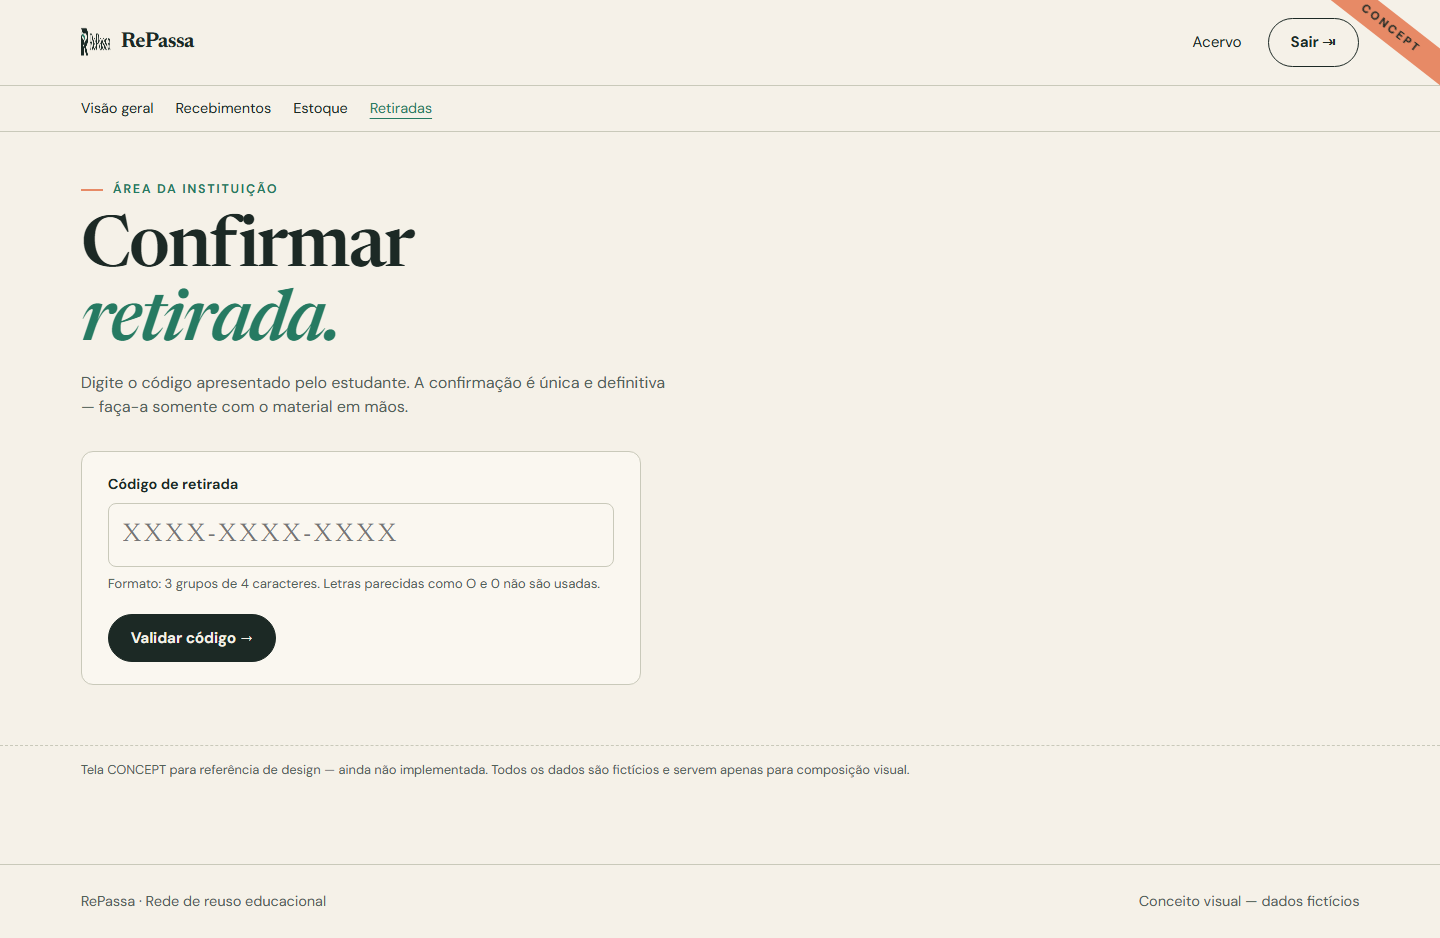 RePassa
Acervo
Sair
CONCEPT
Visão geral
Recebimentos
Estoque
Retiradas
ÁREA DA INSTITUIÇÃO
Confirmar
retirada.
Digite o código apresentado pelo estudante. A confirmação é única e definitiva
— faça-a somente com o material em mãos.
Código de retirada
XXXX-XXXX-XXXX
Formato: 3 grupos de 4 caracteres. Letras parecidas como O e 0 não são usadas.
Validar código →
Tela CONCEPT para referência de design — ainda não implementada. Todos os dados são fictícios e servem apenas para composição visual.
RePassa · Rede de reuso educacional
Conceito visual — dados fictícios